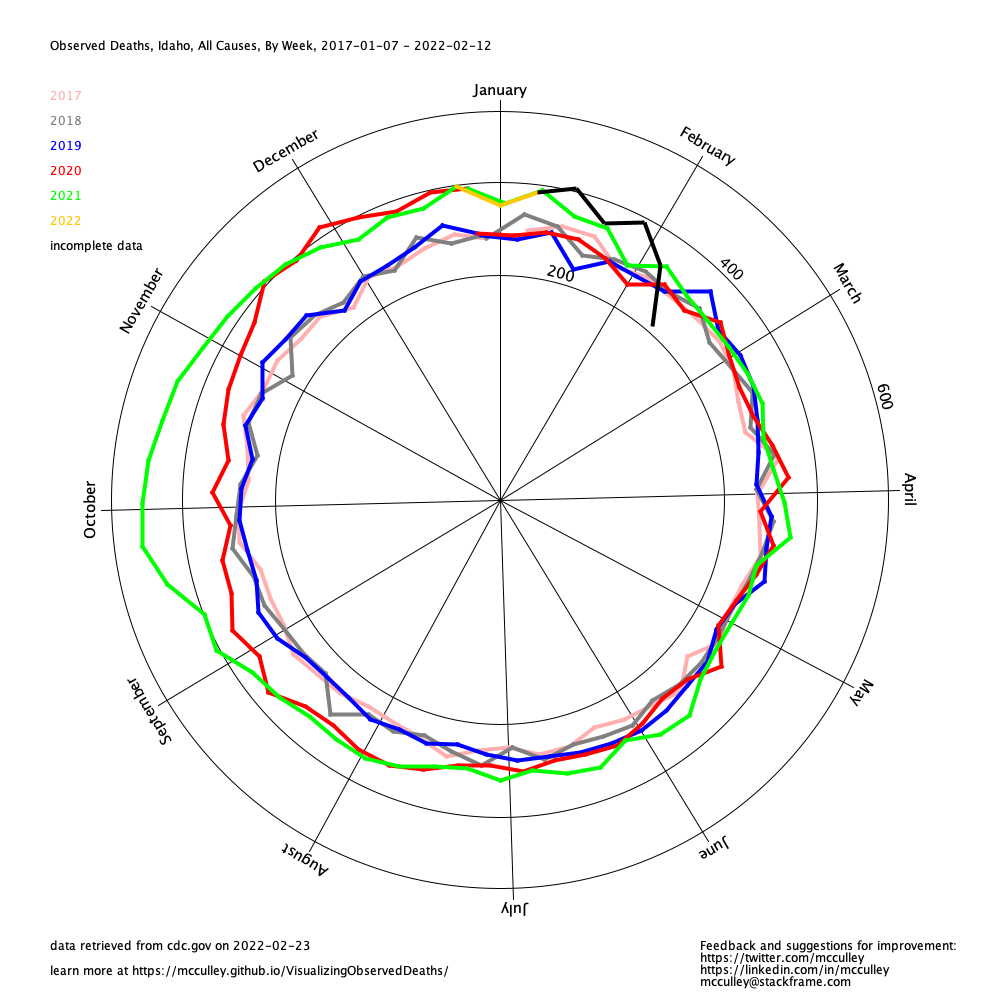 Observed Deaths, Idaho, All Causes, By Week, 2017-01-07 - 2022-02-12
2017
2018
2019
2020
2021
2022
incomplete data
January
February
March
April
May
June
July
August
September
October
November
December
200
400
600
data retrieved from cdc.gov on 2022-02-23
learn more at https://mcculley.github.io/VisualizingObservedDeaths/
Feedback and suggestions for improvement:
https://twitter.com/mcculley
https://linkedin.com/in/mcculley
mcculley@stackframe.com